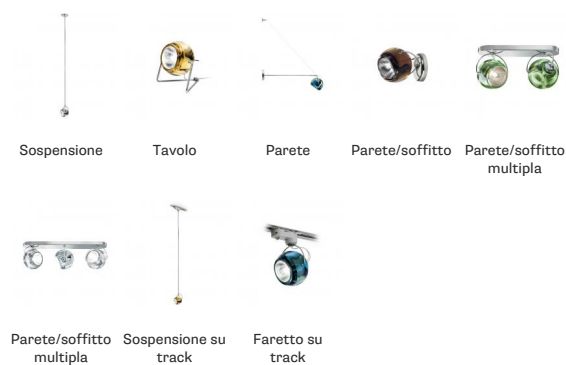 Sospensione
Tavolo
Parete
Parete/soffitto
Parete/soffitto
multipla
Parete/soffitto
multipla
Sospensione su
track
Faretto su
track